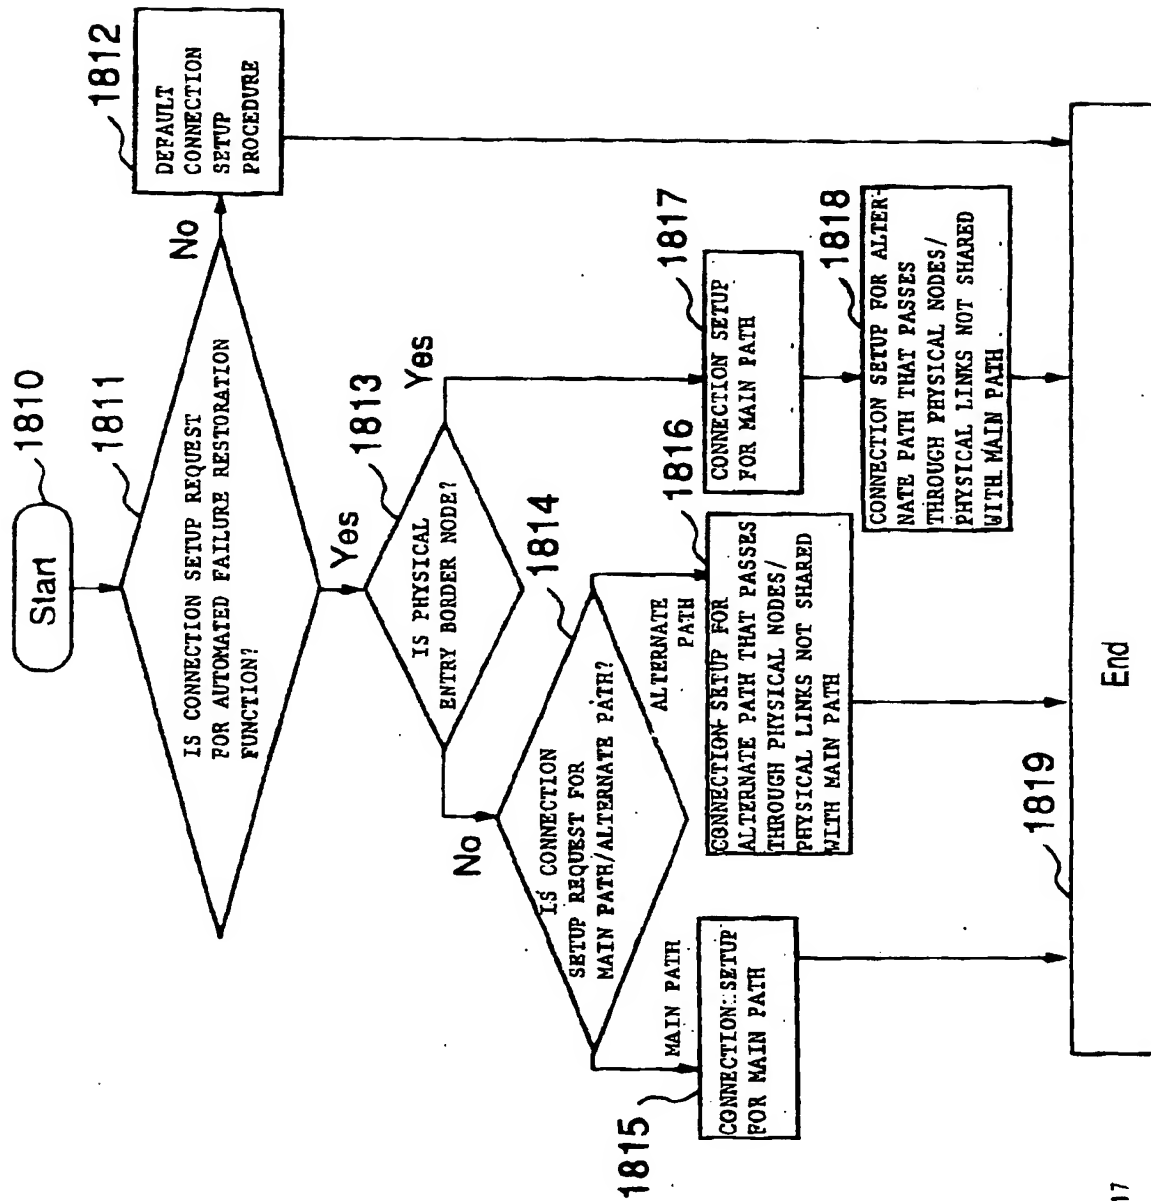 1810
Start
1811
IS CONNECTION SETUP REQUEST
FOR AUTOMATED FAILURE RESTORATION
FUNCTION?
No
1812
DEFAULT
CONNECTION
SETUP
PROCEDURE
Yes
1813
IS PHYSICAL
ENTRY BORDER NODE?
Yes
No
1814
IS CONNECTION
SETUP REQUEST FOR
MAIN PATH/ALTERNATE PATH?
MAIN PATH
ALTERNATE
PATH
1815
CONNECTION SETUP
FOR MAIN PATH
1816
CONNECTION SETUP FOR
ALTERNATE PATH THAT PASSES
THROUGH PHYSICAL NODES/
PHYSICAL LINKS NOT SHARED
WITH MAIN PATH
1817
CONNECTION SETUP
FOR MAIN PATH
1818
CONNECTION SETUP FOR ALTER-
NATE PATH THAT PASSES
THROUGH PHYSICAL NODES/
PHYSICAL LINKS NOT SHARED
WITH MAIN PATH
1819
End
17